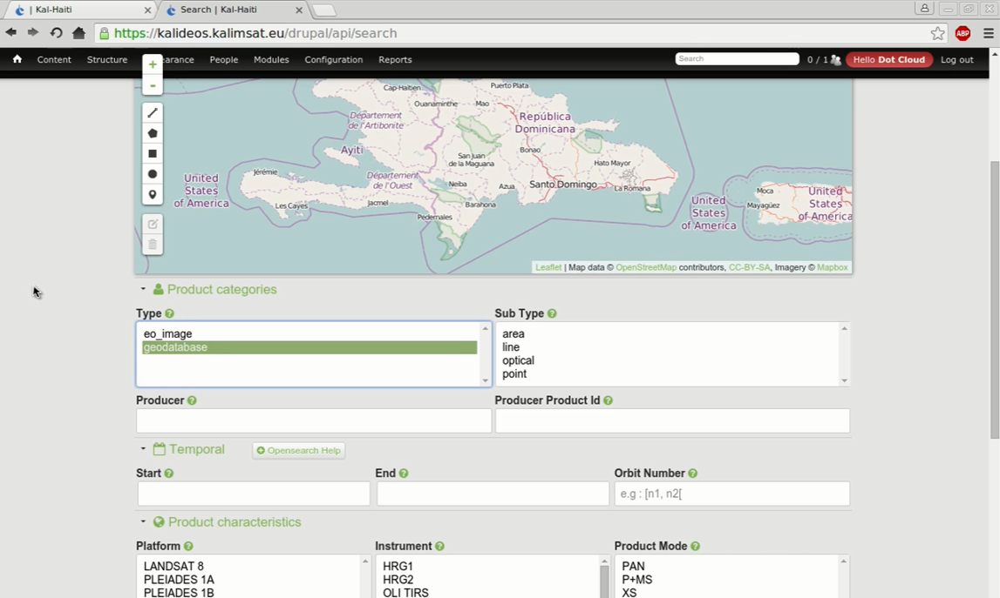 | Kal-Haiti
Search | Kal-Haiti
https://kalideos.kalimsat.eu/drupal/api/search
ABP
Content Structure earance People Modules Configuration Reports
Search
0 / 1
Hello Dot Cloud
Log out
+
-
Cap-Haïtien
Puerto Plata
Ouanaminthe
Mao
Département
de l'Artibonite
República
Dominicana
Ayiti
San Juan
de la Maguana
Bonao
Hato Mayor
Jérémie
Département
de l'Ouest
Neiba
Azua
Santo Domingo
La Romana
United
States
of America
Les Cayes
Jacmel
Barahona
Pedernales
United
States
of America
Moca
Mayagüez
United
States
of America
Leaflet | Map data © OpenStreetMap contributors, CC-BY-SA, Imagery © Mapbox
Product categories
Type ?
Sub Type ?
eo_image
geodatabase
area
line
optical
point
Producer ?
Producer Product Id ?
Temporal
Opensearch Help
Start ?
End ?
Orbit Number ?
e.g : [n1, n2[
Product characteristics
Platform ?
Instrument ?
Product Mode ?
LANDSAT 8
PLEIADES 1A
PLEIADES 1B
HRG1
HRG2
OLI TIRS
PAN
P+MS
XS